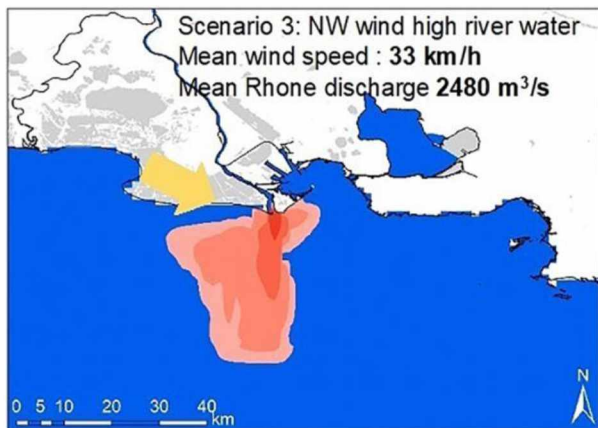 Scenario 3: NW wind high river water
Mean wind speed : 33 km/h
Mean Rhone discharge 2480 m³/s
N
0 5 10 20 30 40
km